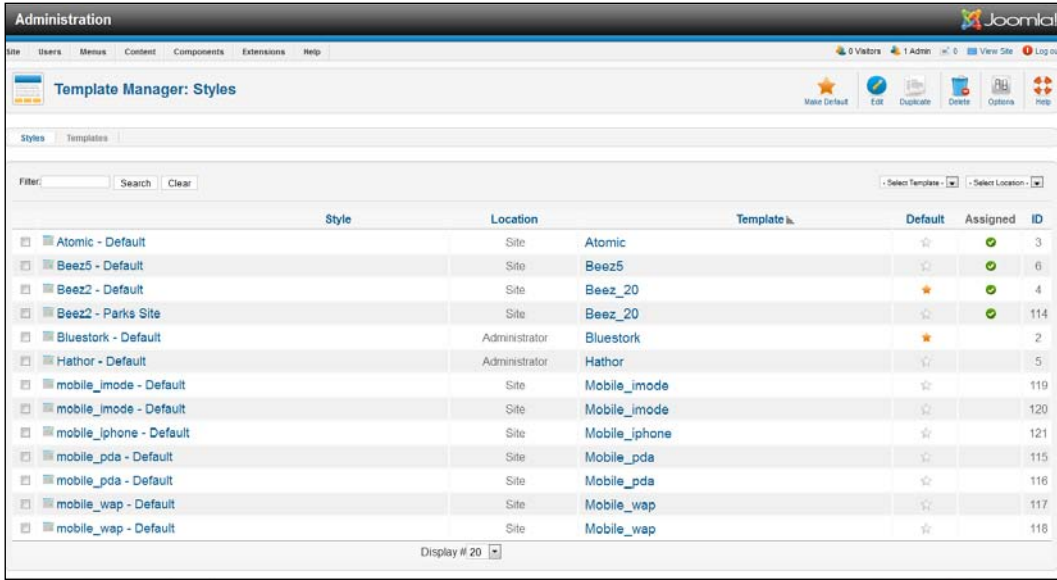 Administration Joomla!
Site Users Menus Content Components Extensions Help 0 Visitors 1 Admin 0 View Site Log ou
Template Manager: Styles Make Default Edit Duplicate Delete Options Help
Styles Templates
Filter: Search Clear - Select Template - - Select Location -
Style Location Template Default Assigned ID
Atomic - Default Site Atomic 3
Beez5 - Default Site Beez5 6
Beez2 - Default Site Beez_20 4
Beez2 - Parks Site Site Beez_20 114
Bluestork - Default Administrator Bluestork 2
Hathor - Default Administrator Hathor 5
mobile_imode - Default Site Mobile_imode 119
mobile_imode - Default Site Mobile_imode 120
mobile_iphone - Default Site Mobile_iphone 121
mobile_pda - Default Site Mobile_pda 115
mobile_pda - Default Site Mobile_pda 116
mobile_wap - Default Site Mobile_wap 117
mobile_wap - Default Site Mobile_wap 118
Display # 20